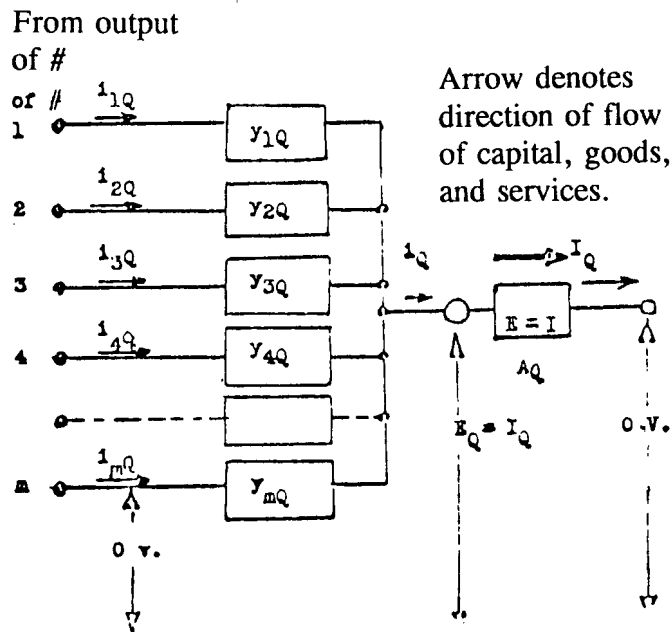 From output
of #
of #
Arrow denotes
direction of flow
of capital, goods,
and services.
1 i1Q y1Q
2 i2Q y2Q
3 i3Q y3Q
4 i4Q y4Q
m imQ ymQ
iQ IQ
E = I
AQ
EQ = IQ
0 v.
0 v.